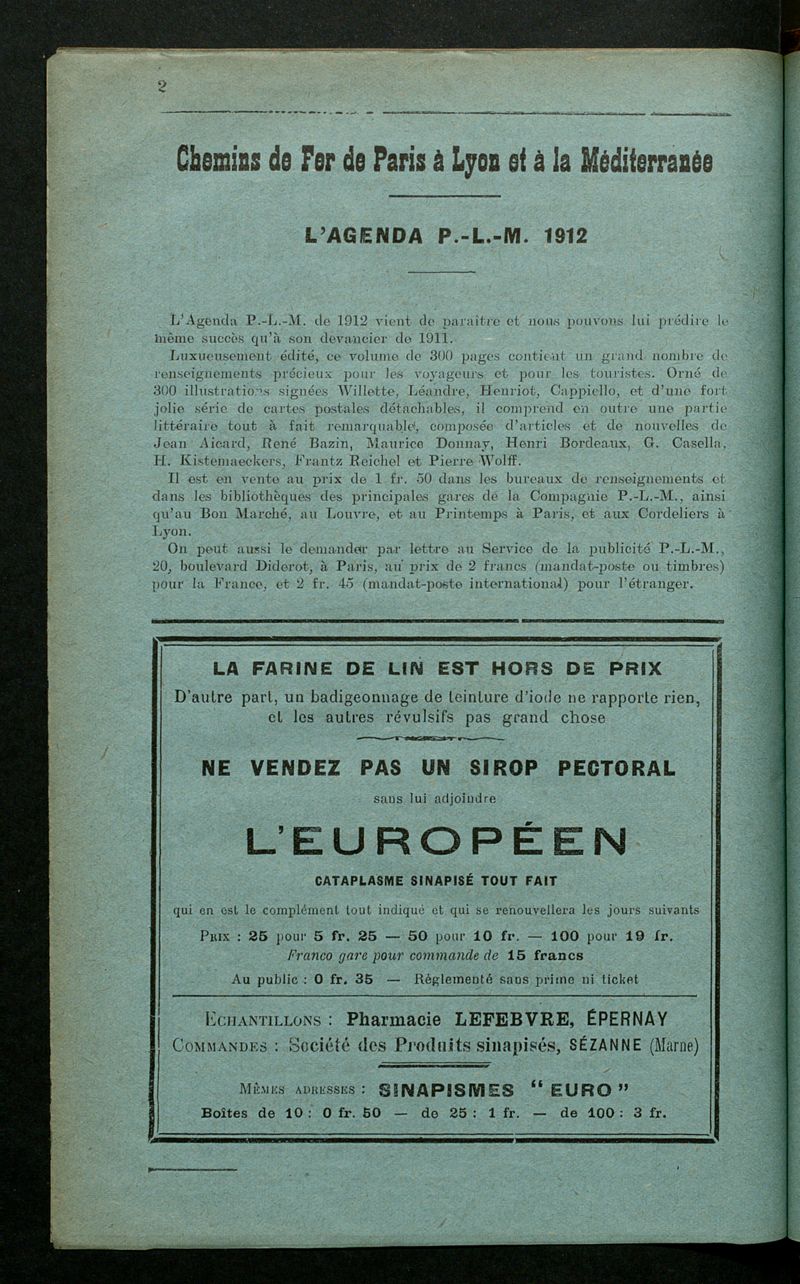 2
Chemins de Fer de Paris à Lyon et à la Méditerranée
L'AGENDA P.-L.-M. 1912
L'Agenda P.-L.-M. de 1912 vient de paraître et nous pouvons lui prédire le
même succès qu'à son devancier de 1911.
Luxueusement édité, ce volume de 300 pages contient un grand nombre de
renseignements précieux pour les voyageurs et pour les touristes. Orné de
300 illustrations signées Willette, Léandre, Henriot, Cappiello, et d'une fort
jolie série de cartes postales détachables, il comprend en outre une partie
littéraire tout à fait remarquable, composée d'articles et de nouvelles de
Jean Aicard, René Bazin, Maurice Donnay, Henri Bordeaux, G. Casella,
H. Kistemaeckers, Frantz Reichel et Pierre Wolff.
Il est en vente au prix de 1 fr. 50 dans les bureaux de renseignements et
dans les bibliothèques des principales gares de la Compagnie P.-L.-M., ainsi
qu'au Bon Marché, au Louvre, et au Printemps à Paris, et aux Cordeliers à
Lyon.
On peut aussi le demander par lettre au Service de la publicité P.-L.-M.,
20, boulevard Diderot, à Paris, au prix de 2 francs (mandat-poste ou timbres)
pour la France, et 2 fr. 45 (mandat-poste international) pour l'étranger.
LA FARINE DE LIN EST HORS DE PRIX
D'autre part, un badigeonnage de teinture d'iode ne rapporte rien,
et les autres révulsifs pas grand chose
NE VENDEZ PAS UN SIROP PECTORAL
sans lui adjoindre
L'EUROPÉEN
CATAPLASME SINAPISÉ TOUT FAIT
qui en est le complément tout indiqué et qui se renouvellera les jours suivants
PRIX : 25 pour 5 fr. 25 — 50 pour 10 fr. — 100 pour 19 fr.
Franco gare pour commande de 15 francs
Au public : 0 fr. 35 — Réglementé sans prime ni ticket
ECHANTILLONS : Pharmacie LEFEBVRE, ÉPERNAY
COMMANDES : Société des Produits sinapisés, SÉZANNE (Marne)
MÊMES ADRESSES : SINAPISMES “ EURO ”
Boîtes de 10 : 0 fr. 50 — de 25 : 1 fr. — de 100 : 3 fr.